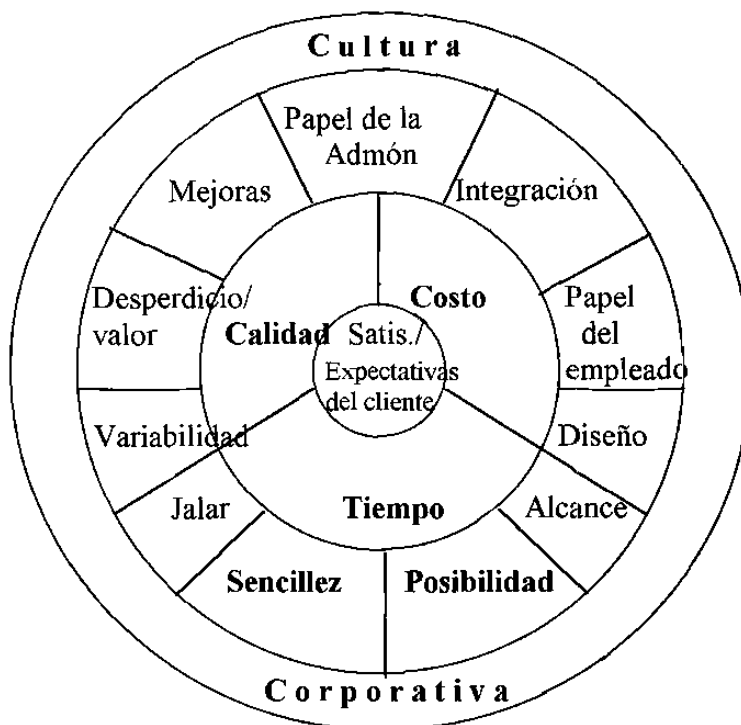 Cultura
Papel de la
Admón
Mejoras
Integración
Desperdicio/
valor
Costo
Papel
del
empleado
Calidad
Satis./
Expectativas
del cliente
Variabilidad
Diseño
Jalar
Tiempo
Alcance
Sencillez
Posibilidad
Corporativa